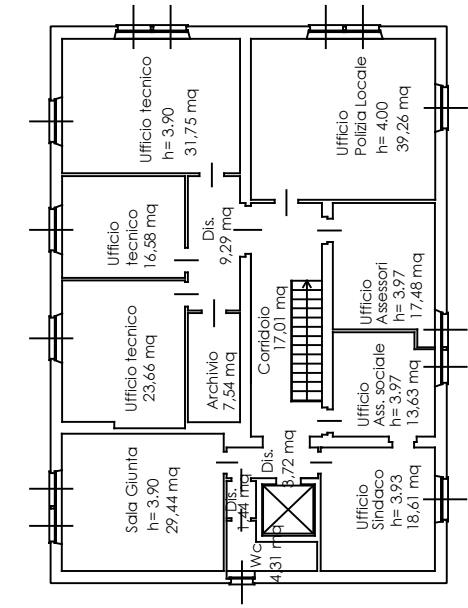 Ufficio tecnico
h= 3.90
31,75 mq
Ufficio
Polizia Locale
h= 4.00
39,26 mq
Ufficio
tecnico
16,58 mq
Dis.
9,29 mq
Ufficio
Assessori
h= 3.97
17,48 mq
Corridoio
17,01 mq
Ufficio tecnico
23,66 mq
Archivio
7,54 mq
Ufficio
Ass. sociale
h= 3.97
13,63 mq
Sala Giunta
h= 3.90
29,44 mq
Dis.
1,44 mq
Dis.
3,72 mq
Wc
4,31 mq
Ufficio
Sindaco
h= 3.93
18,61 mq